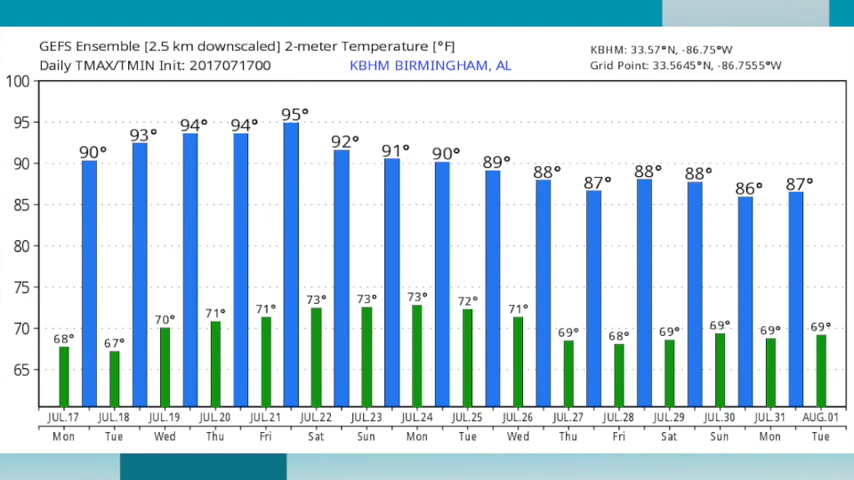 GEFS Ensemble [2.5 km downscaled] 2-meter Temperature [°F]
KBHM: 33.57°N, -86.75°W
Daily TMAX/TMIN Init: 2017071700 KBHM BIRMINGHAM, AL
Grid Point: 33.5645°N, -86.7555°W
100
95
90
85
80
75
70
65
90° 93° 94° 94° 95° 92° 91° 90° 89° 88° 87° 88° 88° 86° 87°
68° 67° 70° 71° 71° 73° 73° 73° 72° 71° 69° 68° 69° 69° 69° 69°
JUL.17 JUL.18 JUL.19 JUL.20 JUL.21 JUL.22 JUL.23 JUL.24 JUL.25 JUL.26 JUL.27 JUL.28 JUL.29 JUL.30 JUL.31 AUG.01
Mon Tue Wed Thu Fri Sat Sun Mon Tue Wed Thu Fri Sat Sun Mon Tue